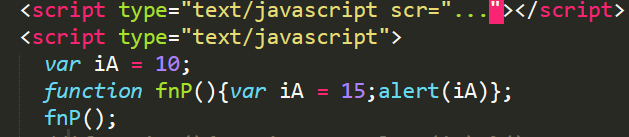 <script type="text/javascript scr="..."></script>
<script type="text/javascript">
var iA = 10;
function fnP(){var iA = 15;alert(iA)};
fnP();